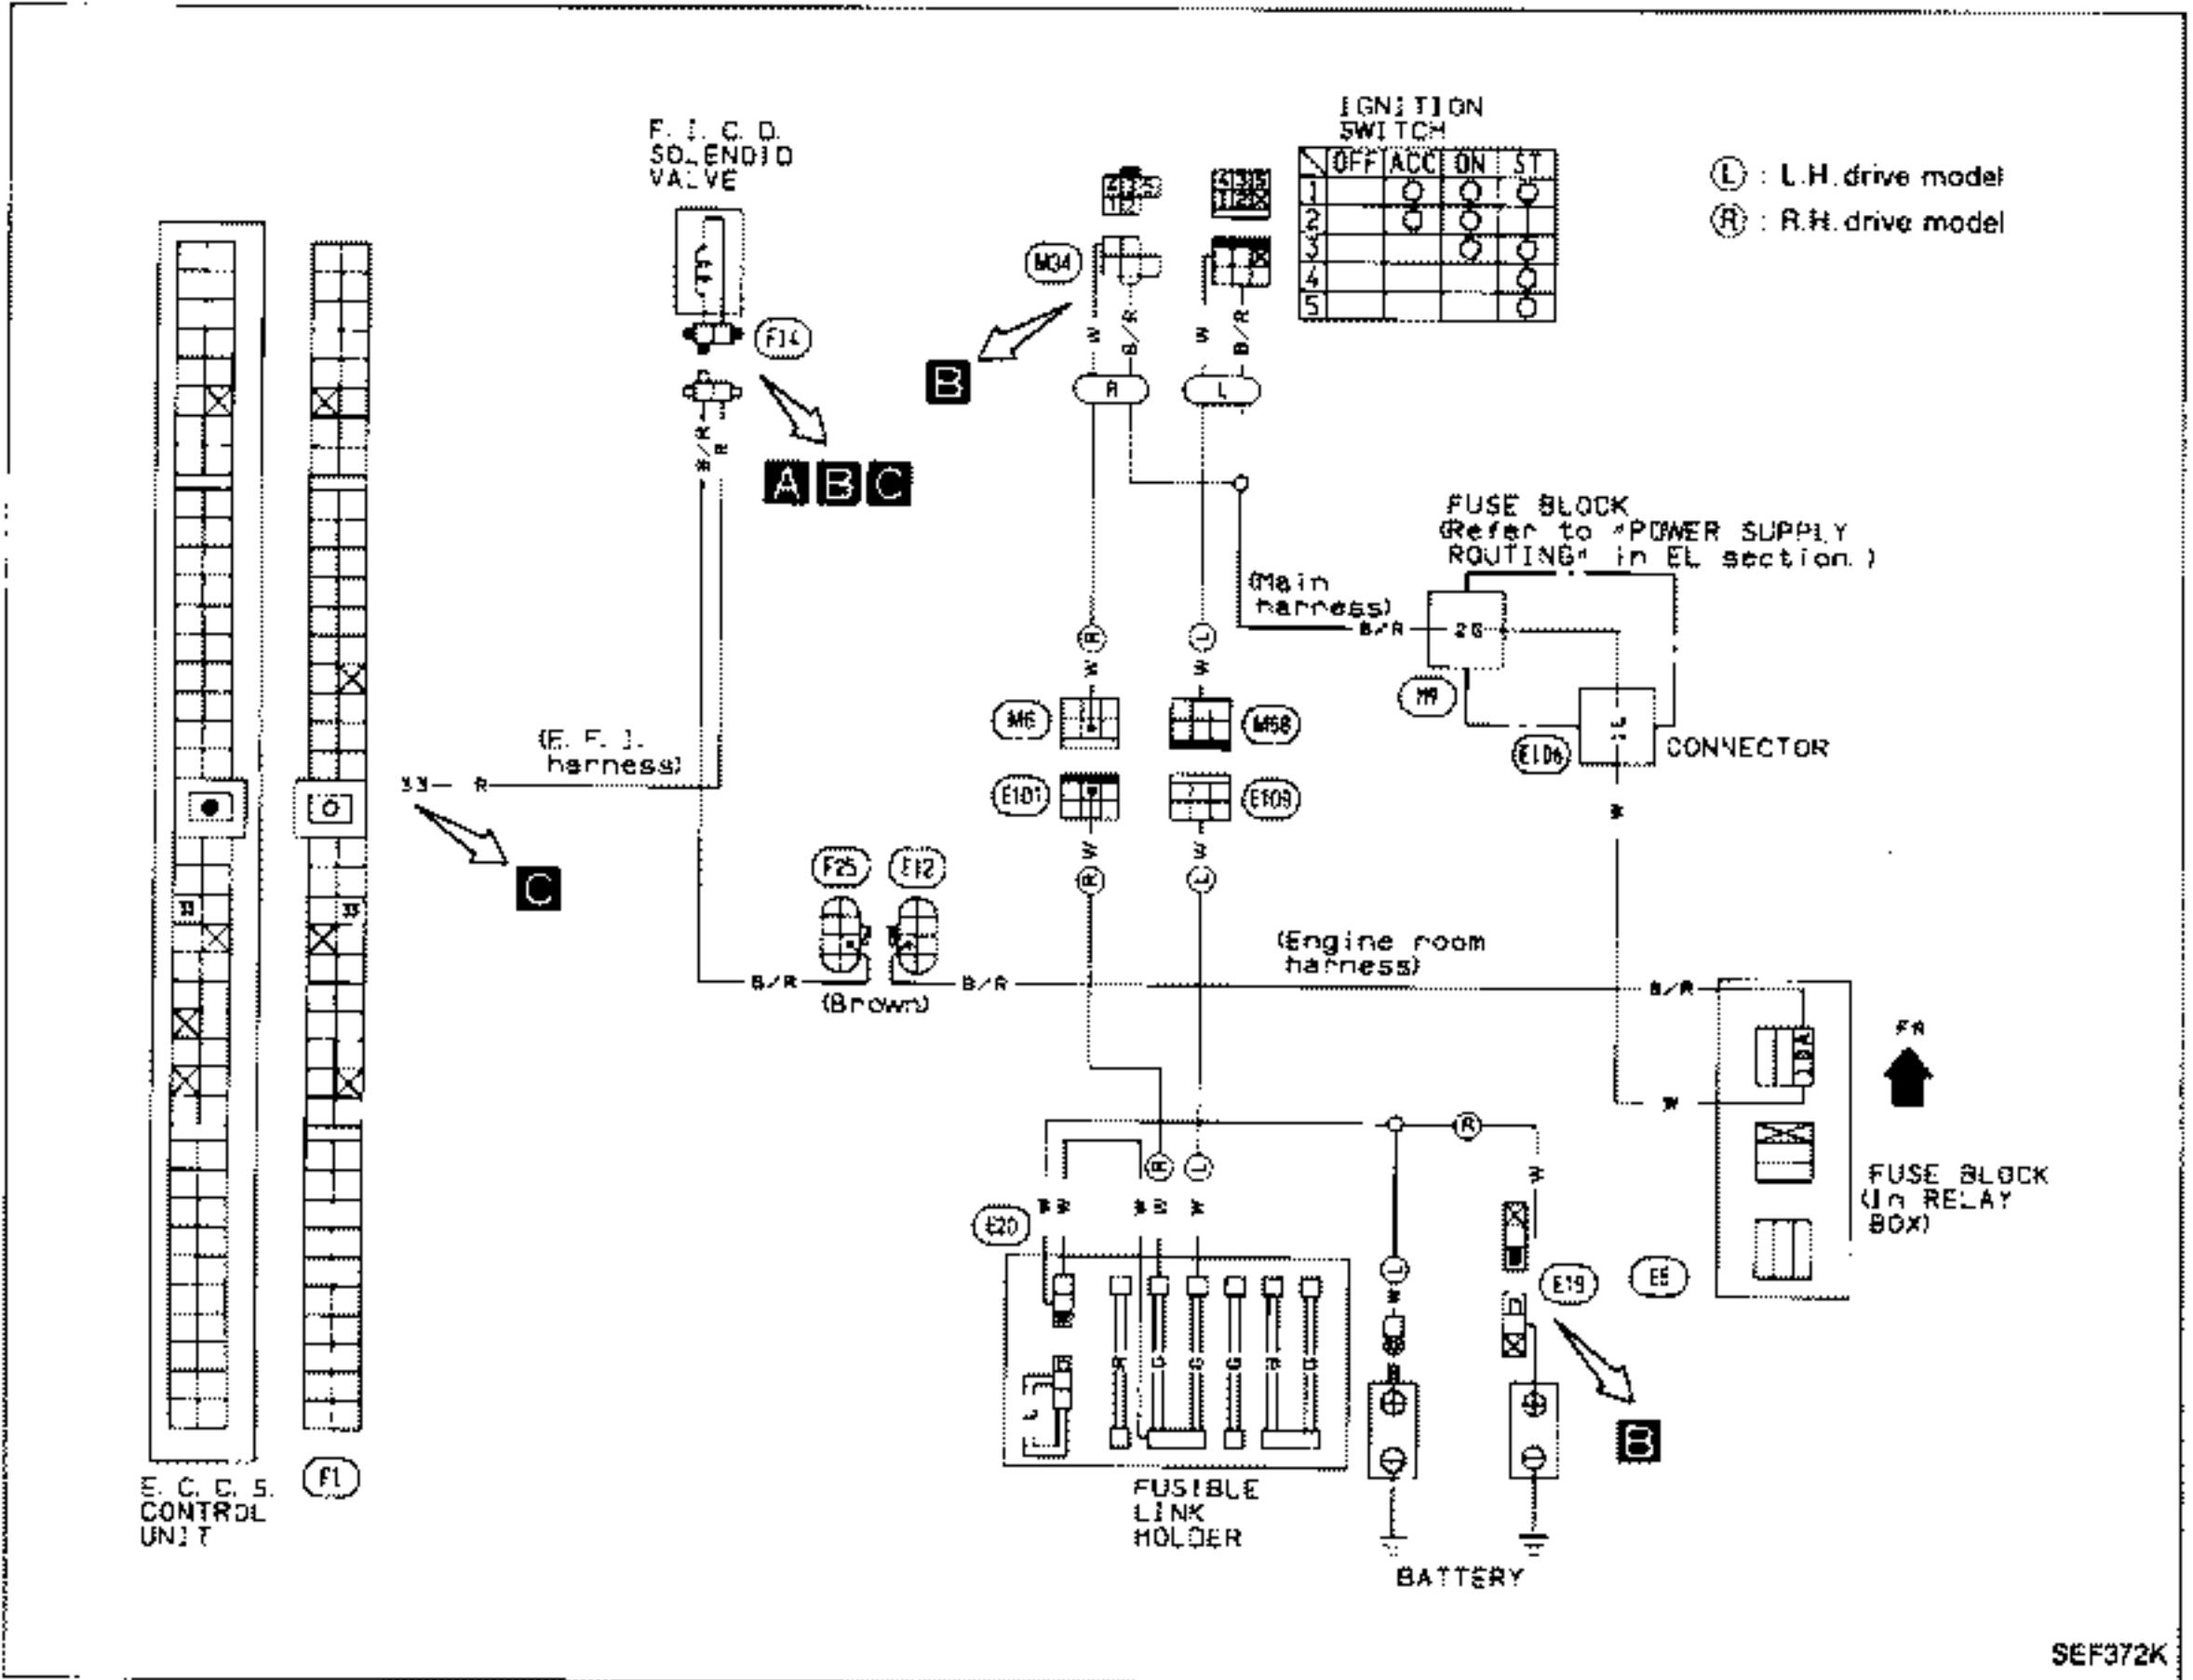 F. I. C. D.
SOLENOID
VALVE
IGNITION
SWITCH
OFF ACC ON ST
1
2
3
4
5
L : L.H. drive model
R : R.H. drive model
M34
F14
W
B/R
W
B/R
B
R
L
B/R
R
A B C
FUSE BLOCK
(Refer to "POWER SUPPLY
ROUTING" in EL section.)
(Main
harness)
B/R
2G
R
L
W
W
M9
M6
M68
E106
CONNECTOR
(E. F. I.
harness)
33
R
E101
E109
W
W
W
R
L
C
F25
E12
33
33
(Engine room
harness)
B/R
(Brown)
B/R
B/R
10A
W
R
R
L
W
FUSE BLOCK
(In RELAY
BOX)
E20
W W
W W
W
L
W
E19
E5
R G G G B G
B
E. C. C. S.
CONTROL
UNIT
F1
FUSIBLE
LINK
HOLDER
BATTERY
SEF372K